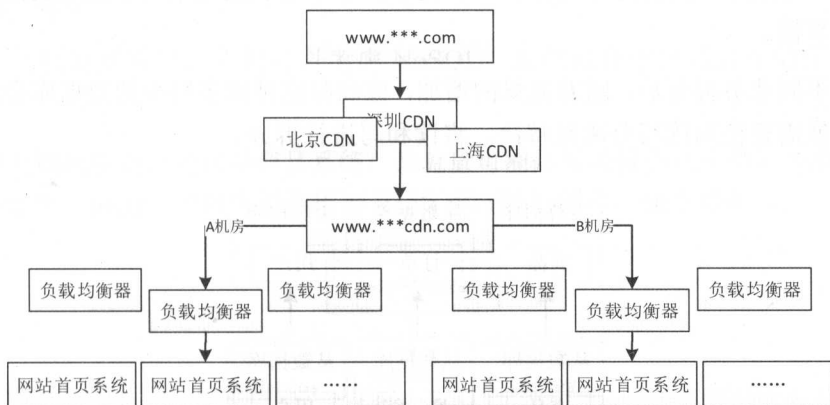 www.***.com
深圳CDN
北京CDN
上海CDN
www.***cdn.com
A机房
B机房
负载均衡器
负载均衡器
负载均衡器
负载均衡器
负载均衡器
负载均衡器
网站首页系统
网站首页系统
……
网站首页系统
网站首页系统
……